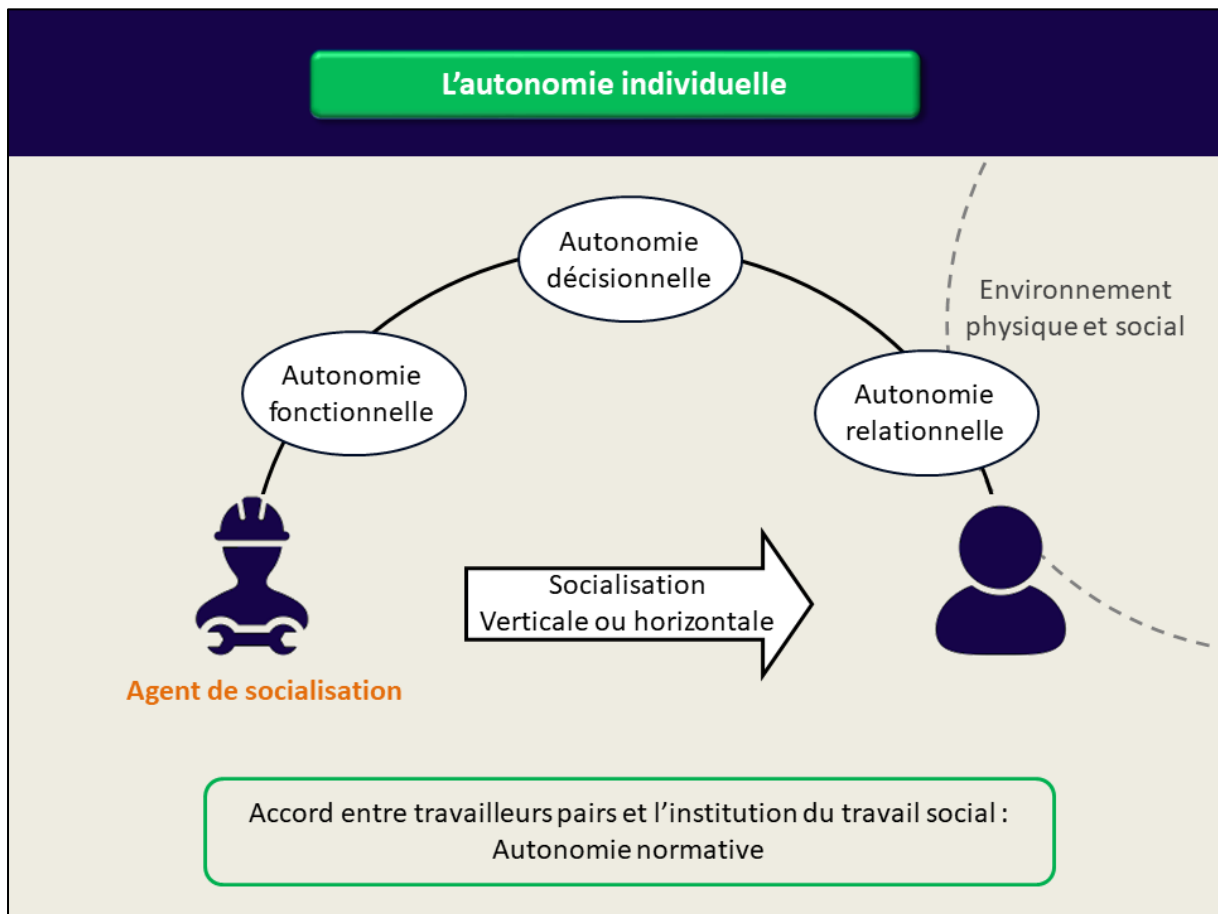 L’autonomie individuelle
Autonomie
décisionnelle
Environnement
physique et social
Autonomie
fonctionnelle
Autonomie
relationnelle
Socialisation
Verticale ou horizontale
Agent de socialisation
Accord entre travailleurs pairs et l’institution du travail social :
Autonomie normative